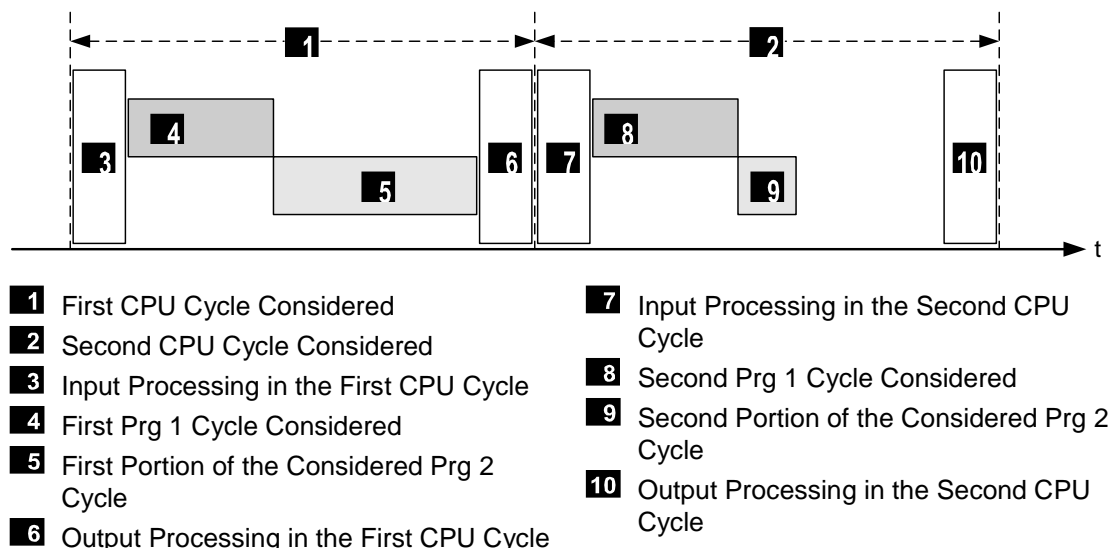 1
2
3
4
5
6
7
8
9
10
t
1 First CPU Cycle Considered
2 Second CPU Cycle Considered
3 Input Processing in the First CPU Cycle
4 First Prg 1 Cycle Considered
5 First Portion of the Considered Prg 2
Cycle
6 Output Processing in the First CPU Cycle
7 Input Processing in the Second CPU
Cycle
8 Second Prg 1 Cycle Considered
9 Second Portion of the Considered Prg 2
Cycle
10 Output Processing in the Second CPU
Cycle